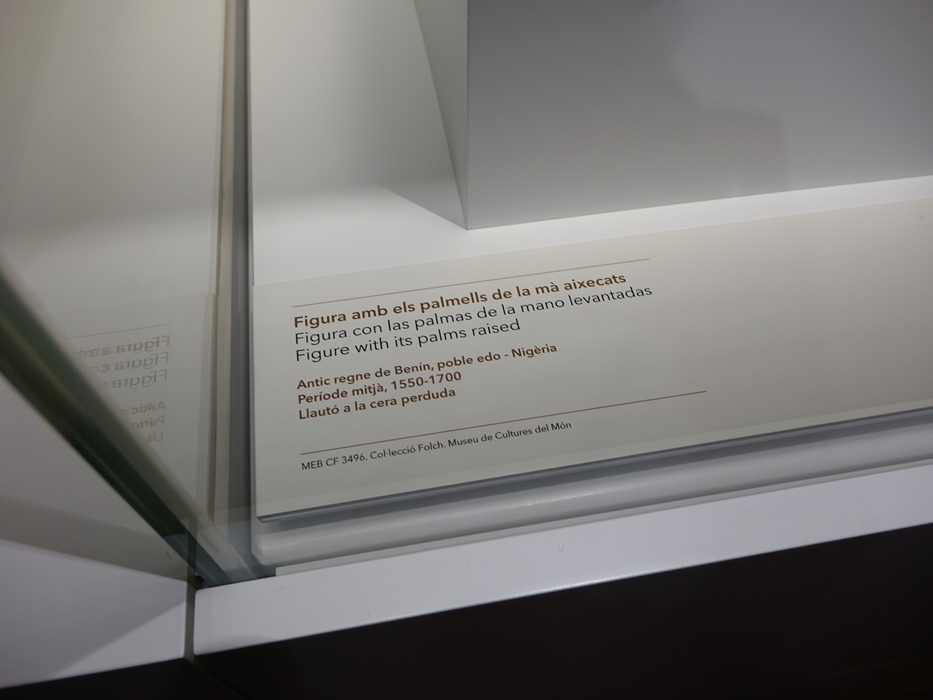 Figura amb els palmells de la mà aixecats
Figura con las palmas de la mano levantadas
Figure with its palms raised
Antic regne de Benín, poble edo - Nigèria
Període mitjà, 1550-1700
Llautó a la cera perduda
MEB CF 3496. Col·lecció Folch. Museu de Cultures del Món